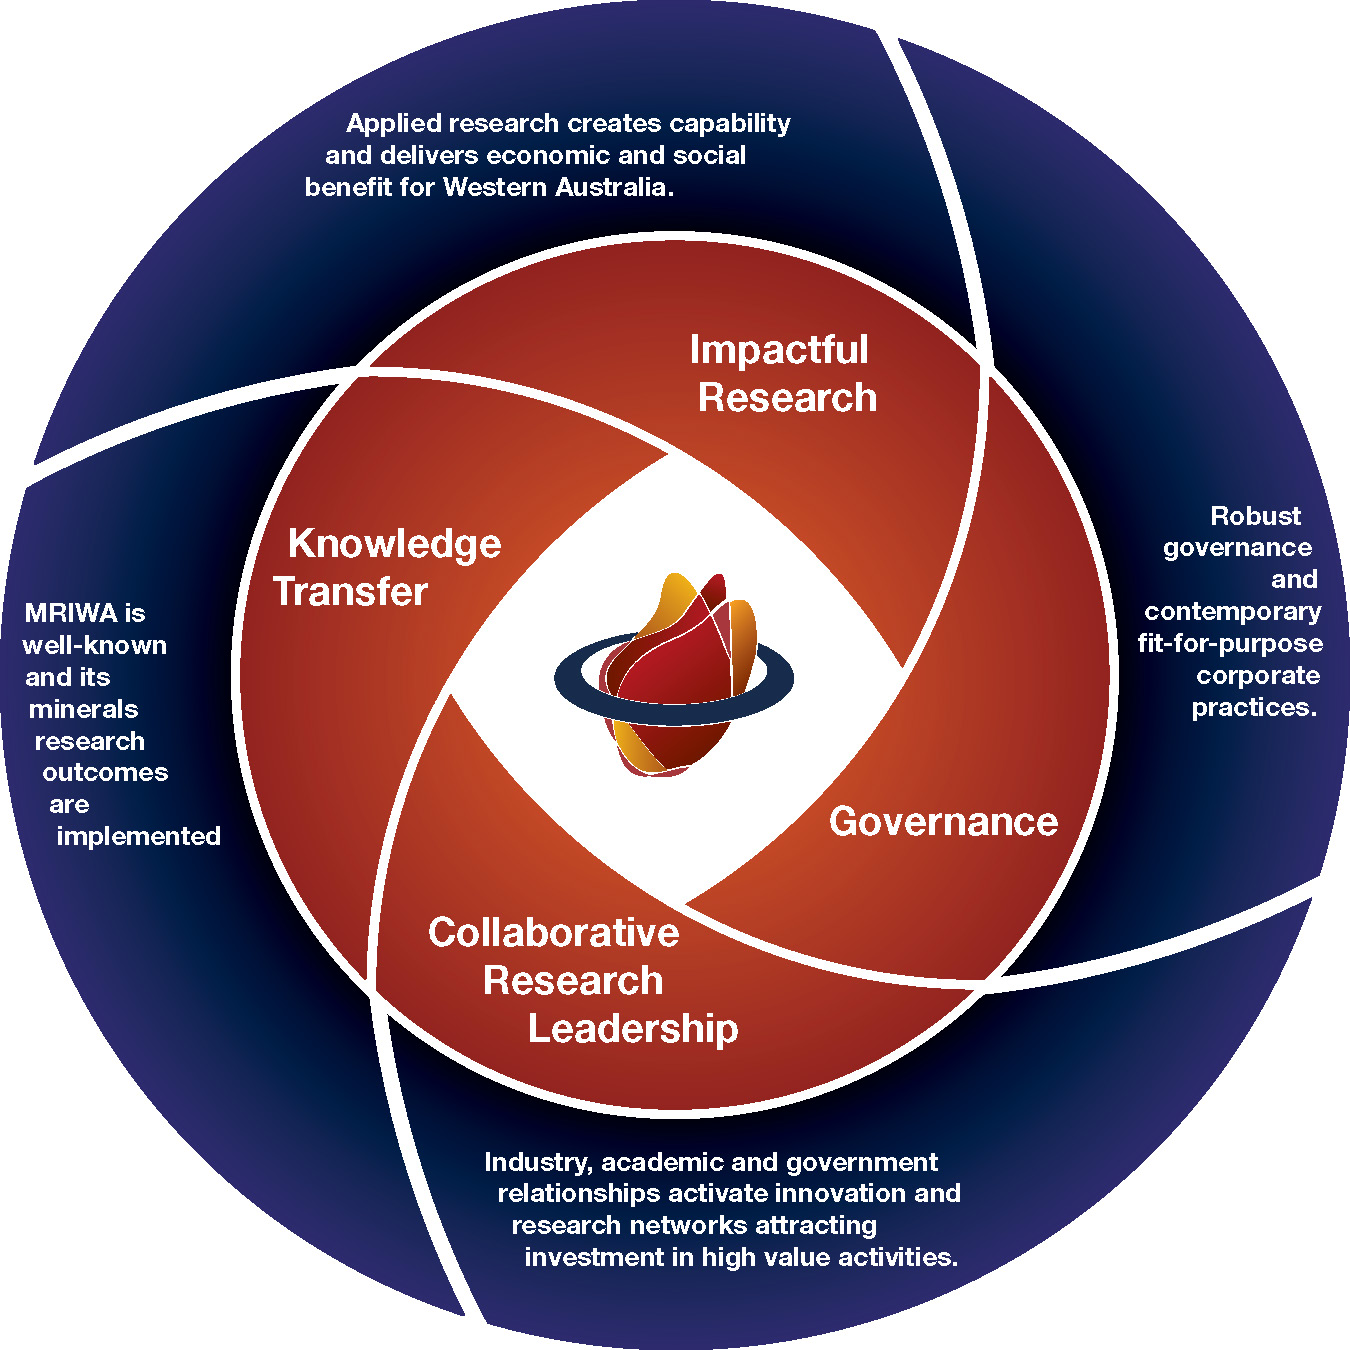 Applied research creates capability
and delivers economic and social
benefit for Western Australia.
Impactful
Research
Robust
governance
and
contemporary
fit-for-purpose
corporate
practices.
Governance
Knowledge
Transfer
MRIWA is
well-known
and its
minerals
research
outcomes
are
implemented
Collaborative
Research
Leadership
Industry, academic and government
relationships activate innovation and
research networks attracting
investment in high value activities.